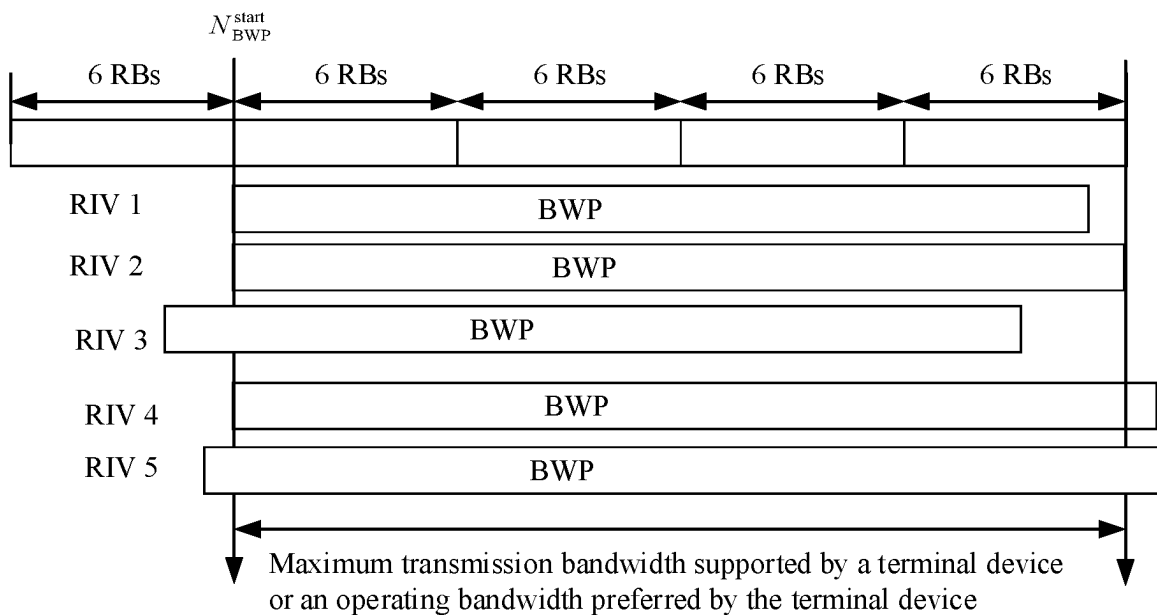 N_BWP^start
6 RBs 6 RBs 6 RBs 6 RBs 6 RBs
RIV 1 BWP
RIV 2 BWP
RIV 3 BWP
RIV 4 BWP
RIV 5 BWP
Maximum transmission bandwidth supported by a terminal device
or an operating bandwidth preferred by the terminal device